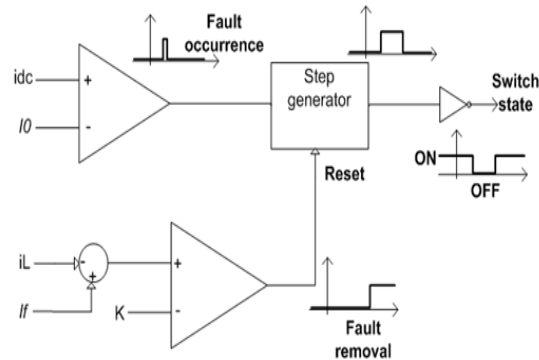 Fault
occurrence
idc
+
I0
-
Step
generator
Switch
state
ON
OFF
Reset
iL
-
+
If
+
K
-
Fault
removal